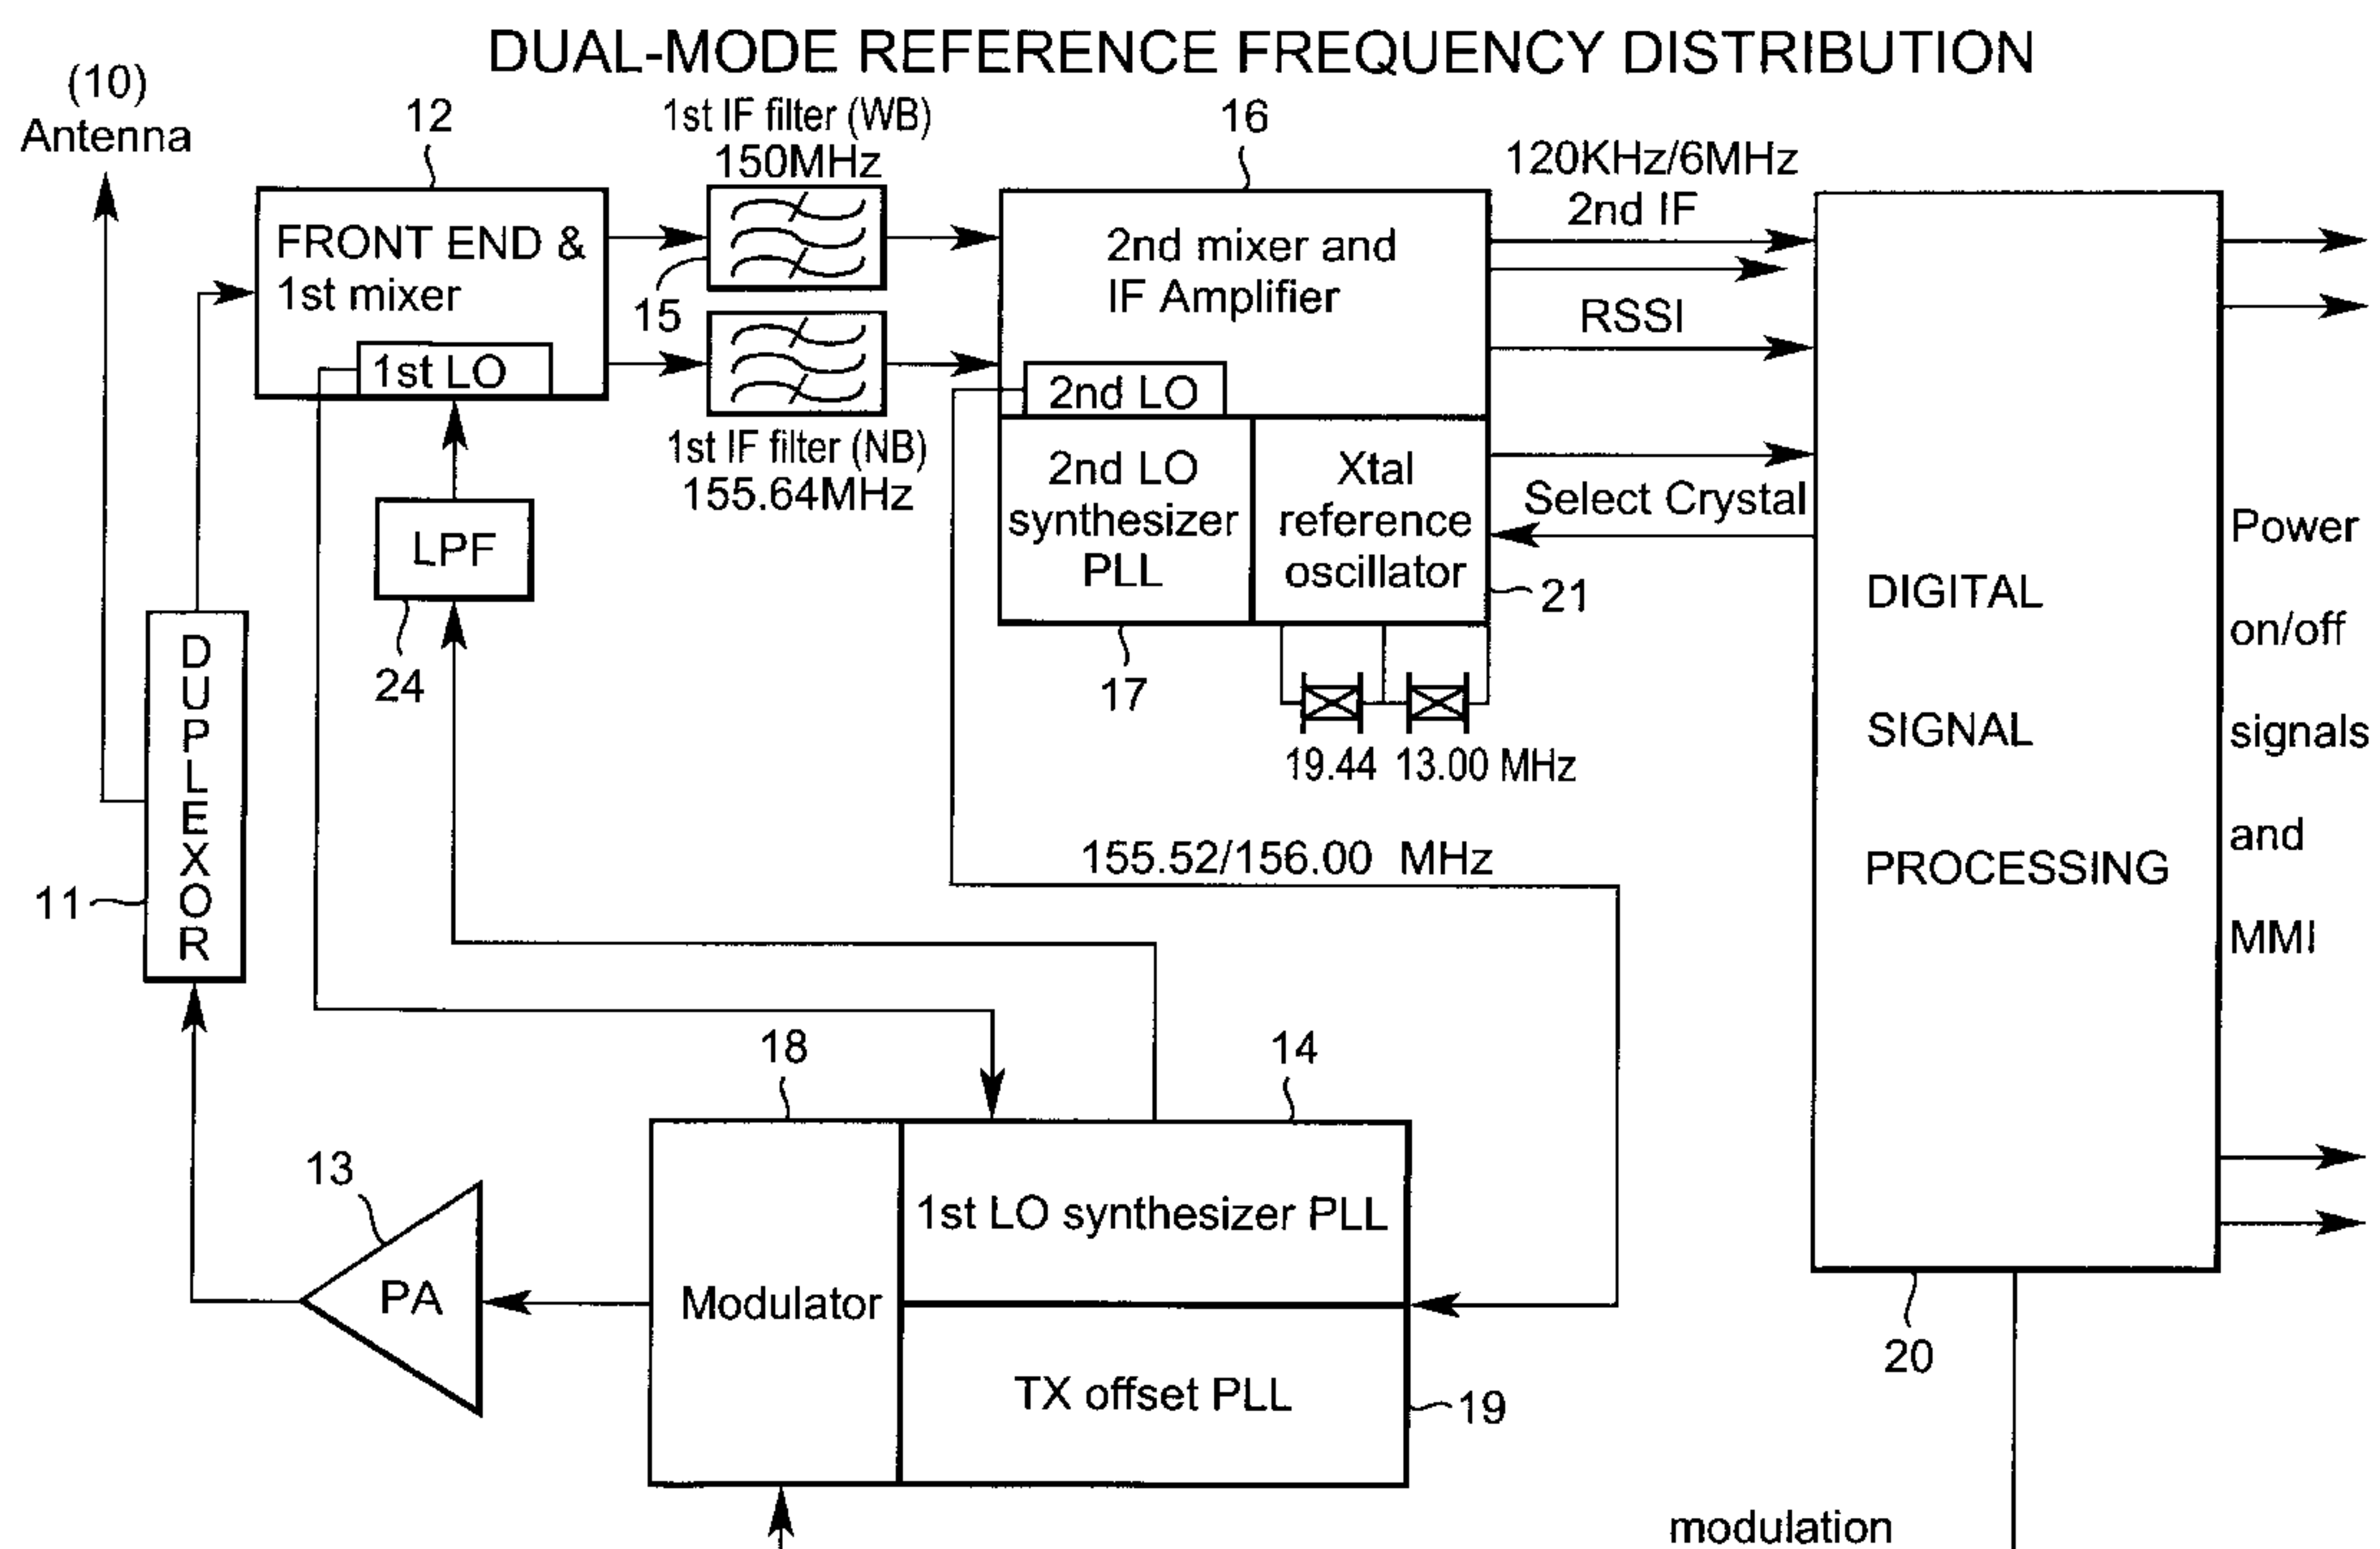 DUAL-MODE REFERENCE FREQUENCY DISTRIBUTION
(10)
Antenna
12
1st IF filter (WB)
150MHz
16
120KHz/6MHz
2nd IF
FRONT END &
1st mixer
1st LO
15
2nd mixer and
IF Amplifier
RSSI
2nd LO
1st IF filter (NB)
155.64MHz
2nd LO
synthesizer
PLL
Xtal
reference
oscillator
Select Crystal
21
LPF
24
17
19.44 13.00 MHz
DIGITAL
SIGNAL
PROCESSING
Power
on/off
signals
and
MMI
DUPLEXOR
11
155.52/156.00 MHz
18
14
13
PA
Modulator
1st LO synthesizer PLL
TX offset PLL
19
20
modulation